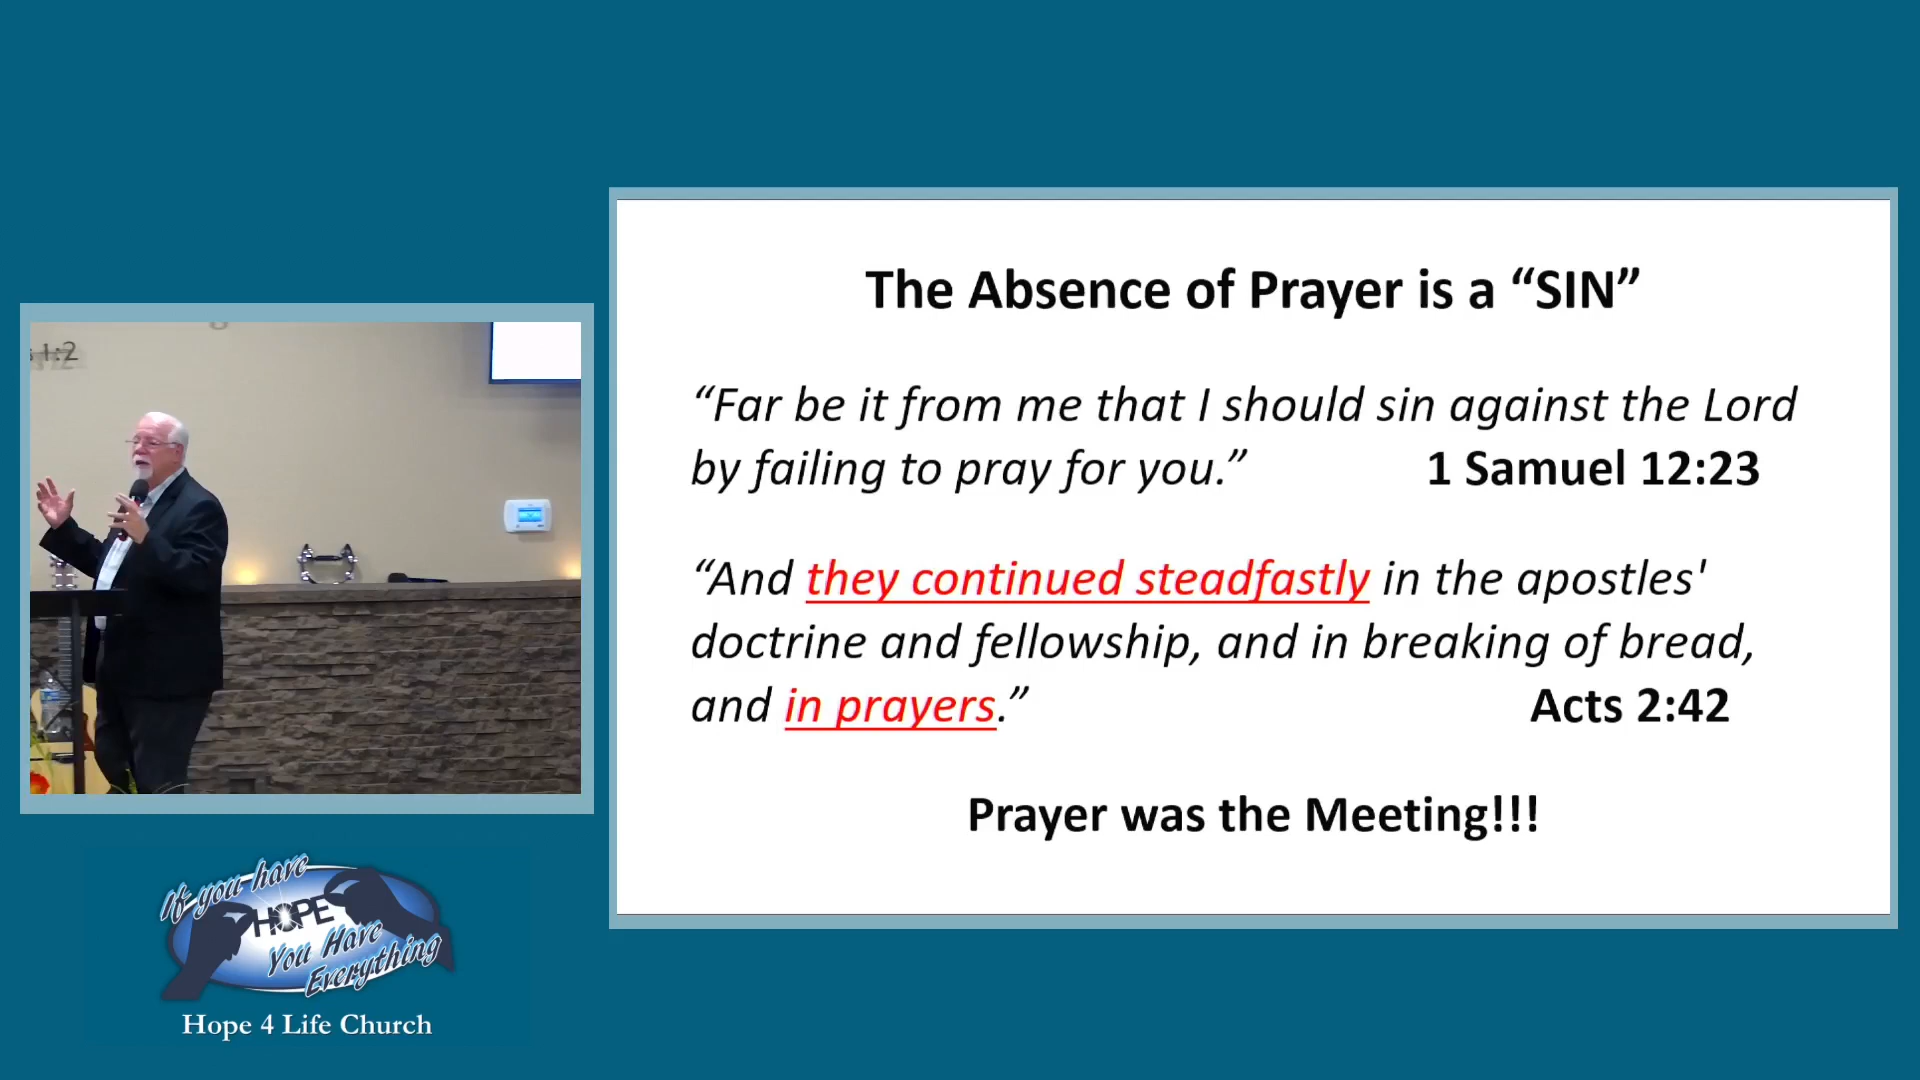 The Absence of Prayer is a “SIN”
“Far be it from me that I should sin against the Lord
by failing to pray for you.” 1 Samuel 12:23
“And they continued steadfastly in the apostles'
doctrine and fellowship, and in breaking of bread,
and in prayers.” Acts 2:42
Prayer was the Meeting!!!
1:2
If you have
HOPE
You Have
Everything
Hope 4 Life Church